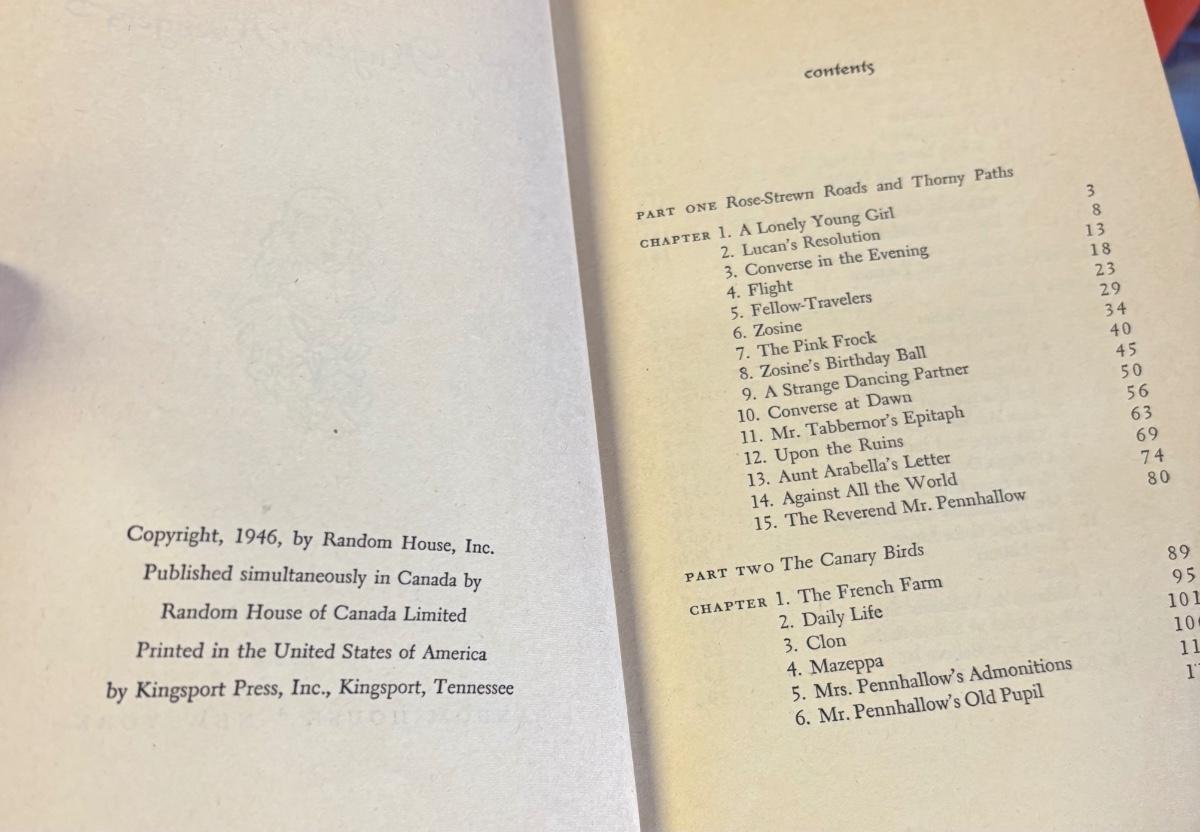 Copyright, 1946, by Random House, Inc.
Published simultaneously in Canada by
Random House of Canada Limited
Printed in the United States of America
by Kingsport Press, Inc., Kingsport, Tennessee
contents
PART ONE Rose-Strewn Roads and Thorny Paths
CHAPTER 1. A Lonely Young Girl 3
2. Lucan's Resolution 8
3. Converse in the Evening 13
4. Flight 18
5. Fellow-Travelers 23
6. Zosine 29
7. The Pink Frock 34
8. Zosine's Birthday Ball 40
9. A Strange Dancing Partner 45
10. Converse at Dawn 50
11. Mr. Tabbernor's Epitaph 56
12. Upon the Ruins 63
13. Aunt Arabella's Letter 69
14. Against All the World 74
15. The Reverend Mr. Pennhallow 80
PART TWO The Canary Birds
CHAPTER 1. The French Farm 89
2. Daily Life 95
3. Clon 101
4. Mazeppa
5. Mrs. Pennhallow's Admonitions
6. Mr. Pennhallow's Old Pupil